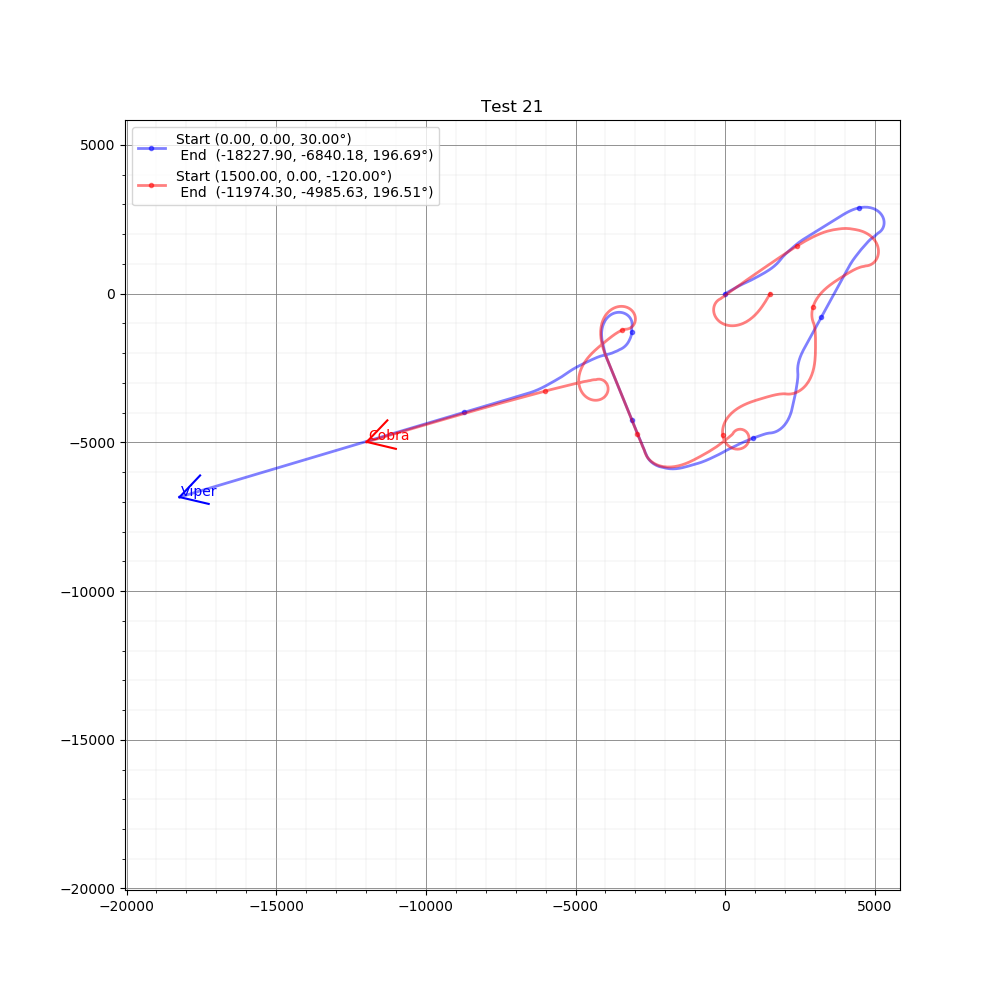 Test 21
Start (0.00, 0.00, 30.00°)
End (-18227.90, -6840.18, 196.69°)
Start (1500.00, 0.00, -120.00°)
End (-11974.30, -4985.63, 196.51°)
5000
0
−5000
−10000
−15000
−20000
Cobra
Viper
−20000 −15000 −10000 −5000 0 5000